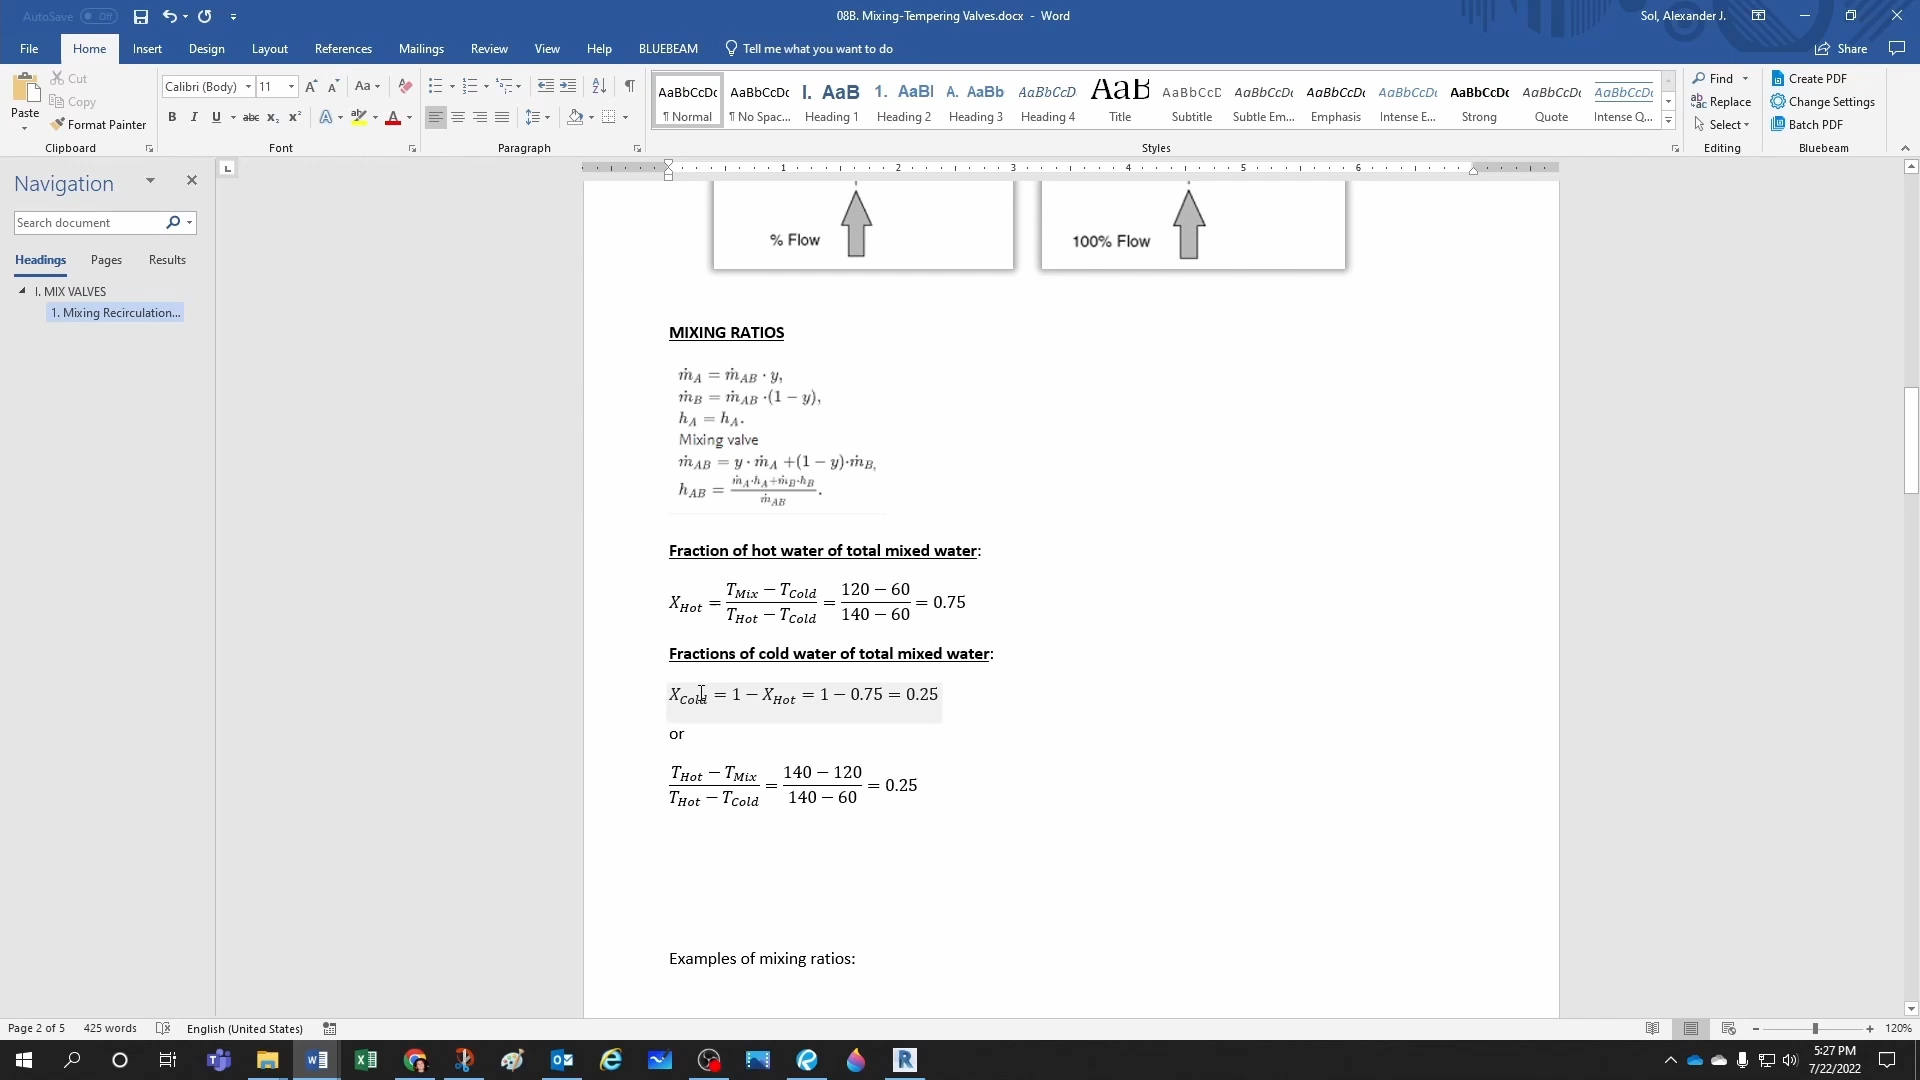 AutoSave Off
08B. Mixing-Tempering Valves.docx - Word
Sol, Alexander J.
File Home Insert Design Layout References Mailings Review View Help BLUEBEAM Tell me what you want to do Share
Paste
Cut
Copy
Format Painter
Clipboard
Calibri (Body) 11
Font
Paragraph
AaBbCcDc AaBbCcDc I. AaB 1. AaBl A. AaBb AaBbCcD AaB AaBbCcD AaBbCcDc AaBbCcDc AaBbCcDc AaBbCcDc AaBbCcDc AaBbCcDc
¶ Normal ¶ No Spac... Heading 1 Heading 2 Heading 3 Heading 4 Title Subtitle Subtle Em... Emphasis Intense E... Strong Quote Intense Q...
Styles
Find
Replace
Select
Editing
Create PDF
Change Settings
Batch PDF
Bluebeam
Navigation
Search document
Headings Pages Results
I. MIX VALVES
1. Mixing Recirculation...
1 2 3 4 5 6
% Flow
100% Flow
MIXING RATIOS
ṁ_A = ṁ_AB · y,
ṁ_B = ṁ_AB ·(1 − y),
h_A = h_A.
Mixing valve
ṁ_AB = y · ṁ_A +(1 − y)·ṁ_B,
h_AB = (ṁ_A·h_A+ṁ_B·h_B)/ṁ_AB.
Fraction of hot water of total mixed water:
X_Hot = (T_Mix − T_Cold)/(T_Hot − T_Cold) = (120 − 60)/(140 − 60) = 0.75
Fractions of cold water of total mixed water:
X_Cold = 1 − X_Hot = 1 − 0.75 = 0.25
or
(T_Hot − T_Mix)/(T_Hot − T_Cold) = (140 − 120)/(140 − 60) = 0.25
Examples of mixing ratios:
Page 2 of 5 425 words English (United States) 120%
5:27 PM
7/22/2022